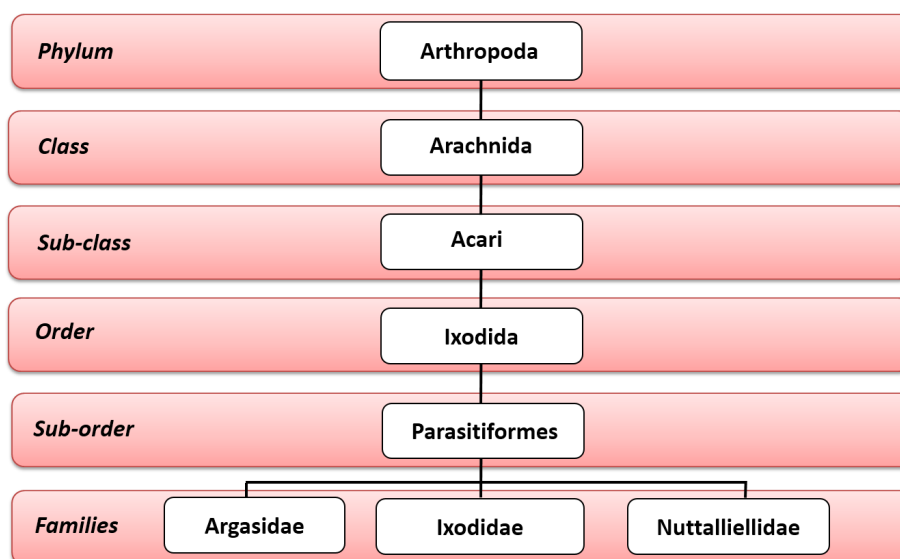 Phylum
Arthropoda
Class
Arachnida
Sub-class
Acari
Order
Ixodida
Sub-order
Parasitiformes
Families
Argasidae
Ixodidae
Nuttalliellidae